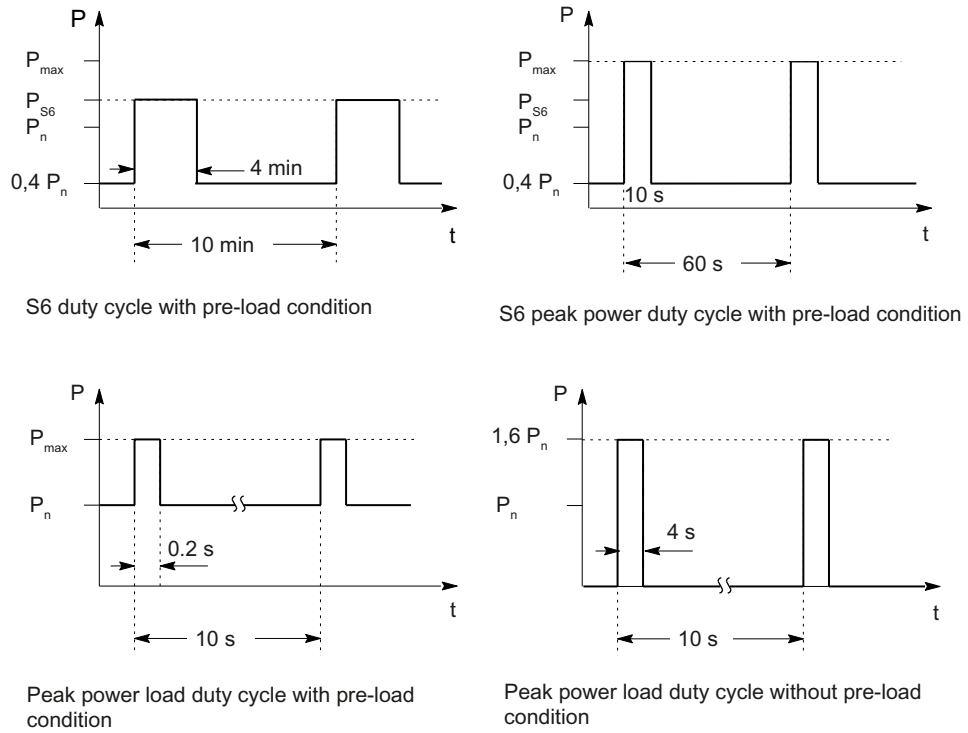 P
P max
P S6
P n
0,4 P n
4 min
10 min
t
S6 duty cycle with pre-load condition
P
P max
P S6
P n
0,4 P n
10 s
60 s
t
S6 peak power duty cycle with pre-load condition
P
P max
P n
0.2 s
10 s
t
Peak power load duty cycle with pre-load
condition
P
1,6 P n
P n
4 s
10 s
t
Peak power load duty cycle without pre-load
condition